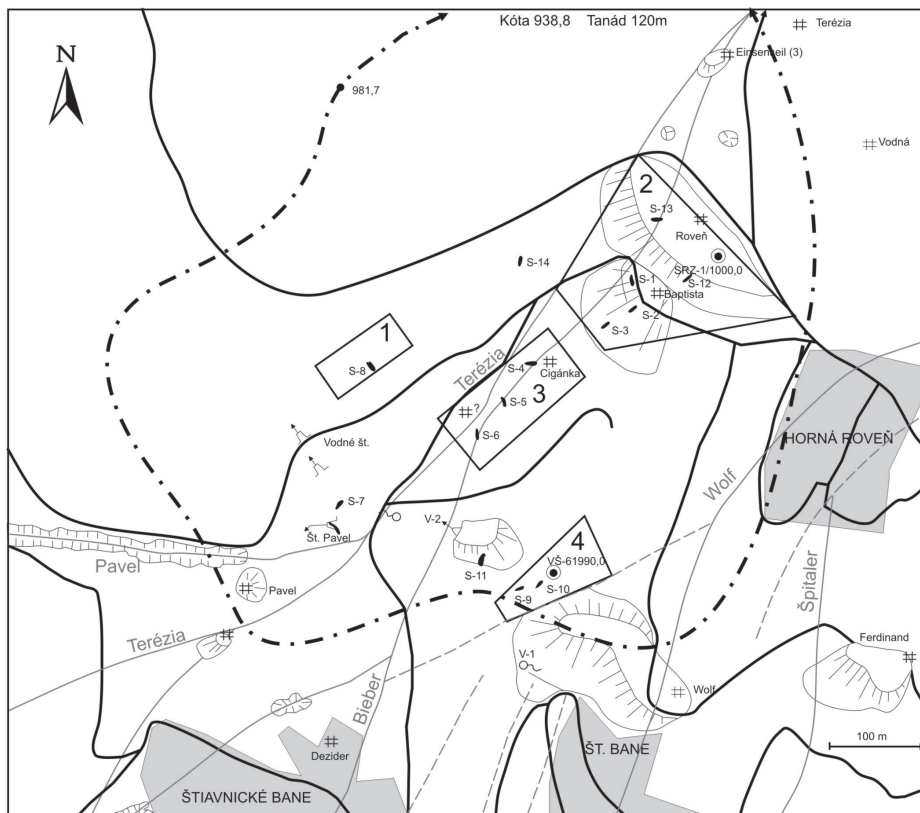 Kóta 938,8 Tanád 120m
Terézia
N
Einsenseil (3)
981,7
Vodná
2
S-13
Roveň
S-14
ŠRZ-1/1000,0
S-1
S-12
Baptista
S-2
1
S-3
Terézia
S-8
S-4
Cigánka
3
S-5
?
HORNÁ ROVEŇ
Vodné št.
S-6
Wolf
S-7
V-2
Št. Pavel
4
VŠ-61990,0
Pavel
S-11
S-10
Špitaler
Pavel
S-9
Terézia
Ferdinand
V-1
Bieber
Wolf
100 m
Dezider
ŠT. BANE
ŠTIAVNICKÉ BANE